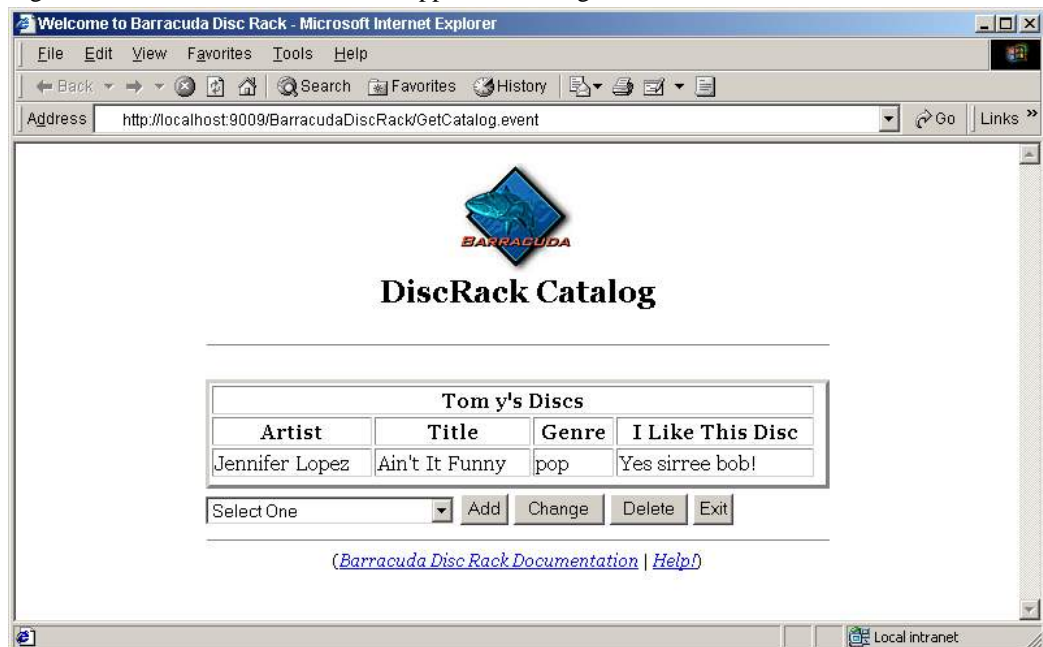 Welcome to Barracuda Disc Rack - Microsoft Internet Explorer
File Edit View Favorites Tools Help
Back Search Favorites History
Address http://localhost:9009/BarracudaDiscRack/GetCatalog.event Go Links »
BARRACUDA
DiscRack Catalog
Tom y's Discs
Artist Title Genre I Like This Disc
Jennifer Lopez Ain't It Funny pop Yes sirree bob!
Select One Add Change Delete Exit
(Barracuda Disc Rack Documentation | Help!)
Local intranet